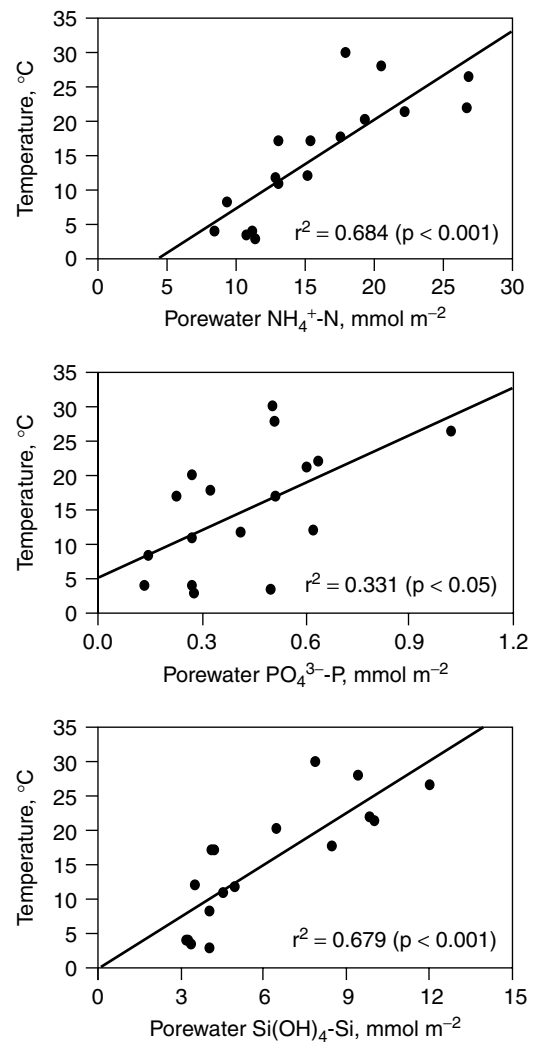 35
30
25
20
15
10
5
0
Temperature, °C
r² = 0.684 (p < 0.001)
0 5 10 15 20 25 30
Porewater NH₄⁺-N, mmol m⁻²
35
30
25
20
15
10
5
0
Temperature, °C
r² = 0.331 (p < 0.05)
0.0 0.3 0.6 0.9 1.2
Porewater PO₄³⁻-P, mmol m⁻²
35
30
25
20
15
10
5
0
Temperature, °C
r² = 0.679 (p < 0.001)
0 3 6 9 12 15
Porewater Si(OH)₄-Si, mmol m⁻²